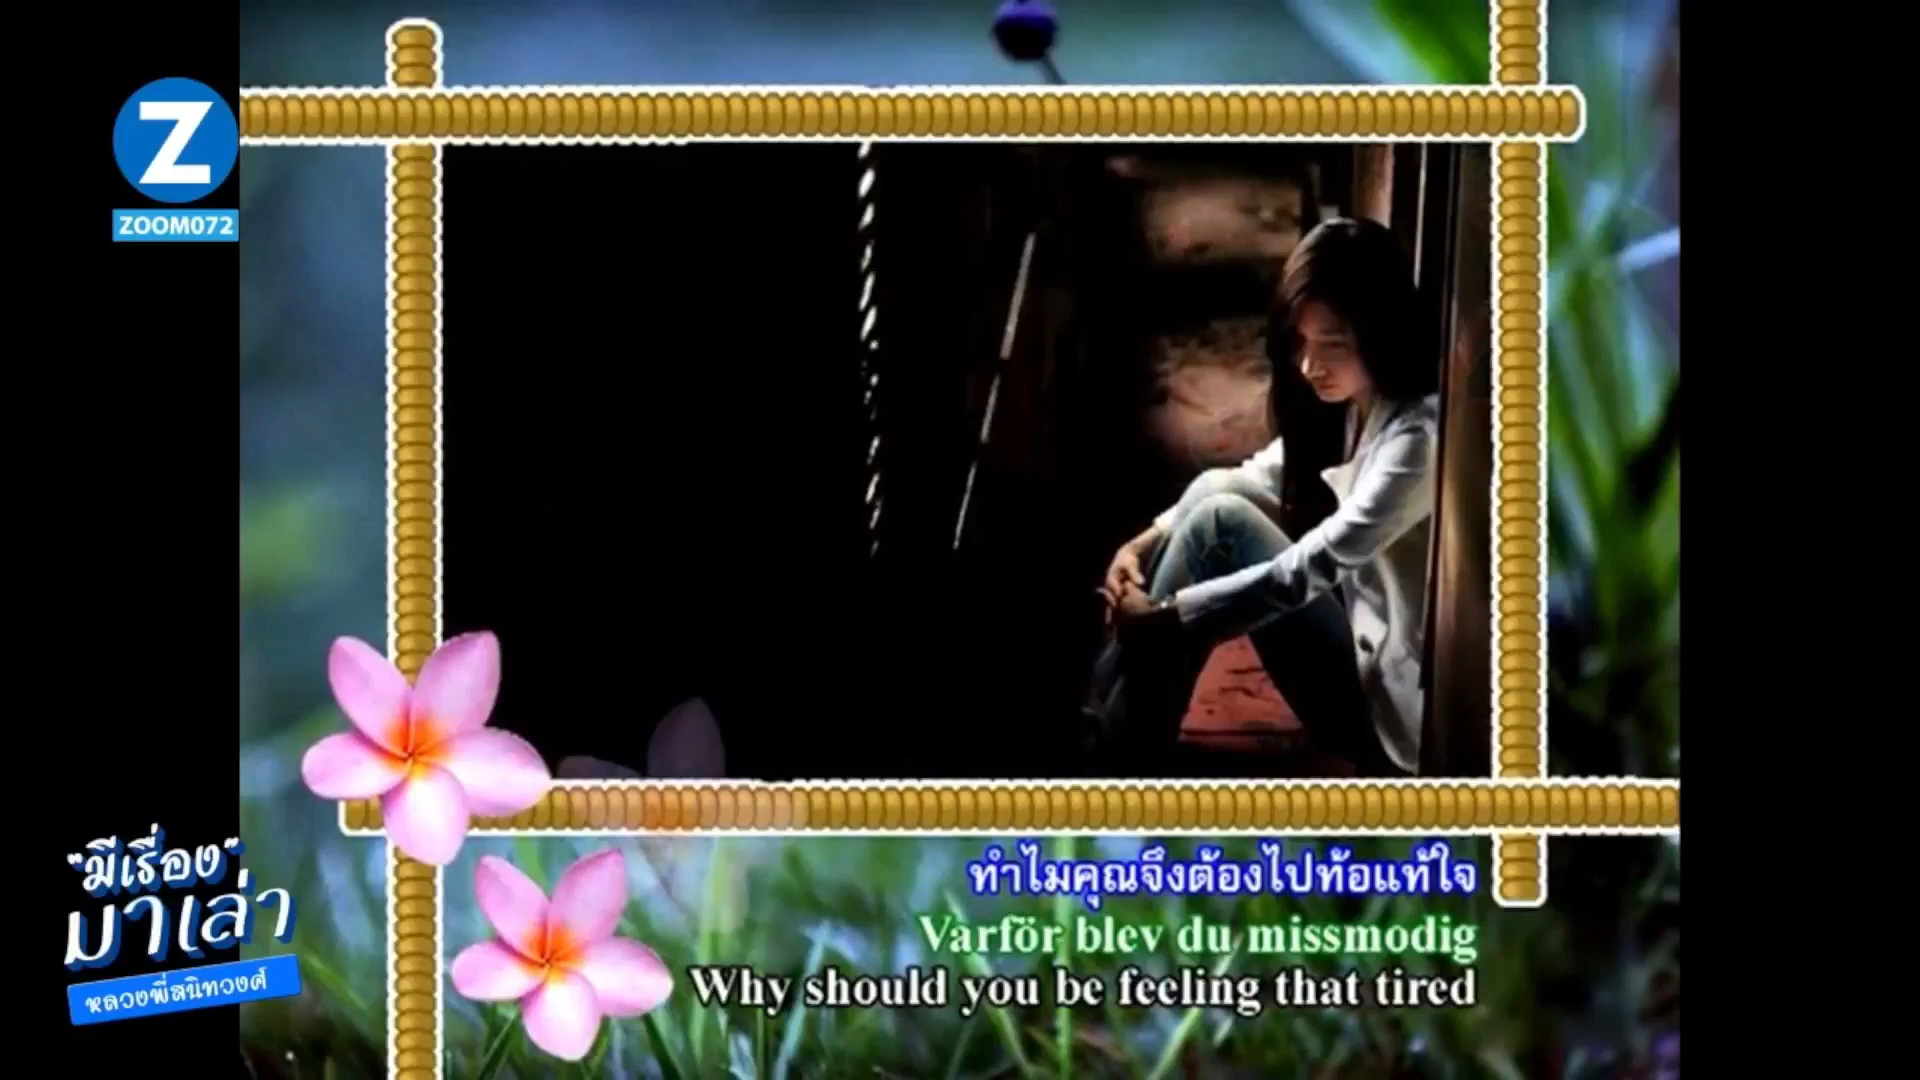 Z
ZOOM072
"มีเรื่อง"
มาเล่า
หลวงพี่สนิทวงศ์
ทำไมคุณจึงต้องไปท้อแท้ใจ
Varför blev du missmodig
Why should you be feeling that tired